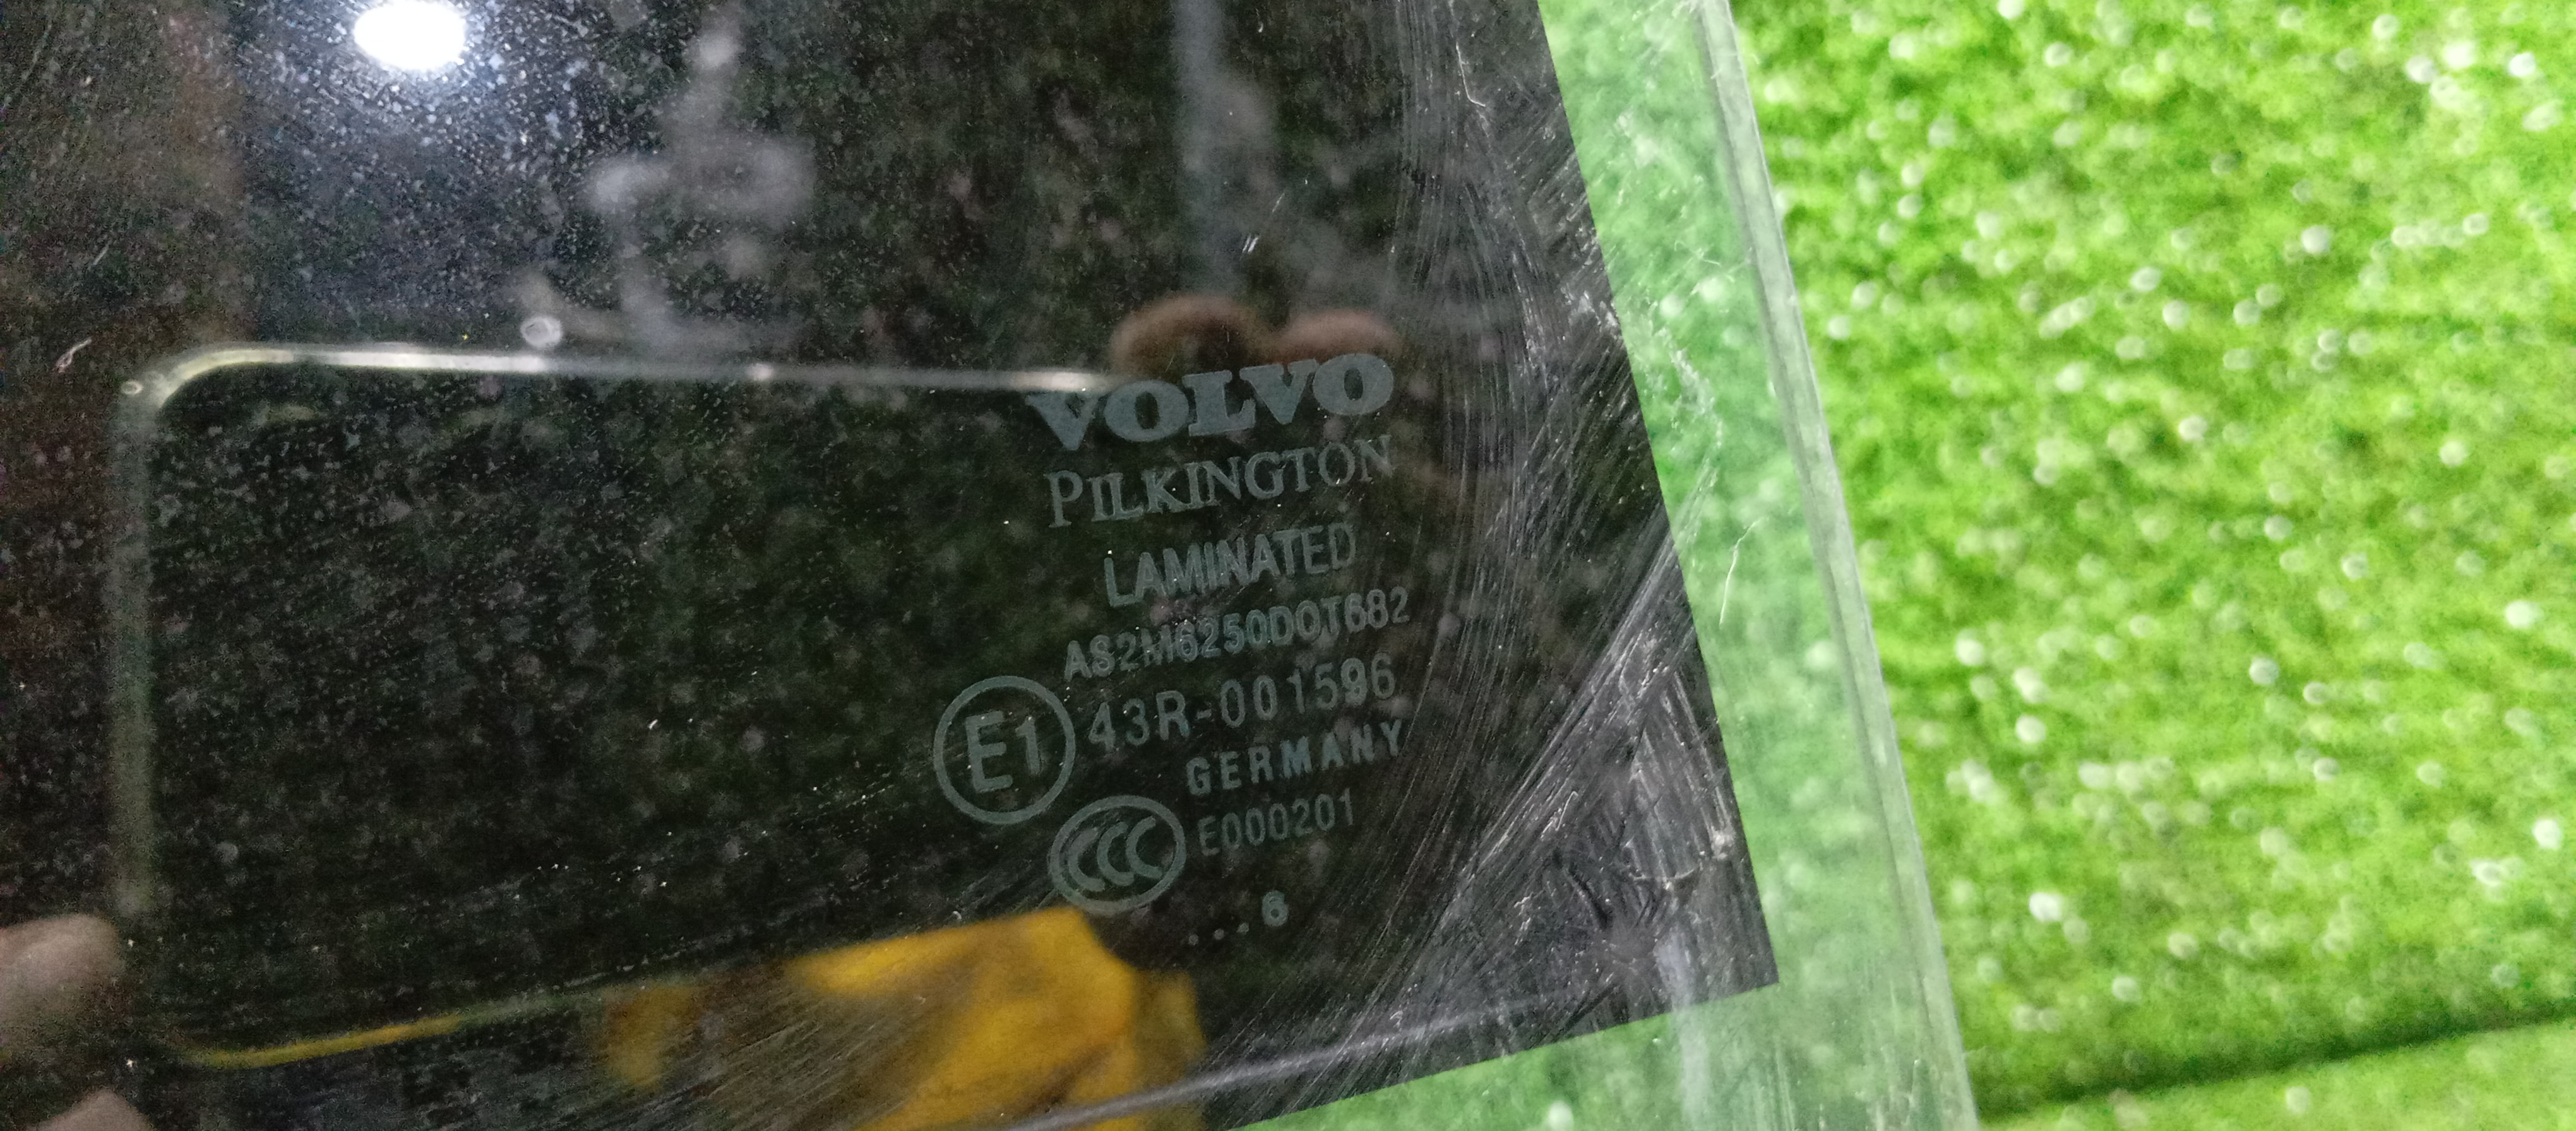 VOLVO
PILKINGTON
LAMINATED
AS2M6250DOT682
E1 43R-001596
GERMANY
CCC E000201
...6